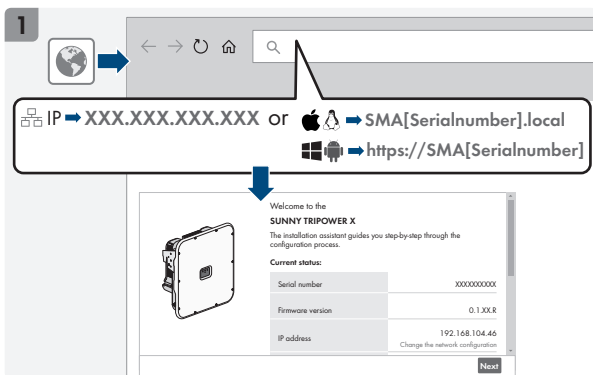 1
IP XXX.XXX.XXX.XXX or SMA[Serialnumber].local
https://SMA[Serialnumber]
Welcome to the
SUNNY TRIPOWER X
The installation assistant guides you step-by-step through the
configuration process.
Current status:
Serial number XXXXXXXXXX
Firmware version 0.1.XX.R
IP address 192.168.104.46
Change the network configuration
Next